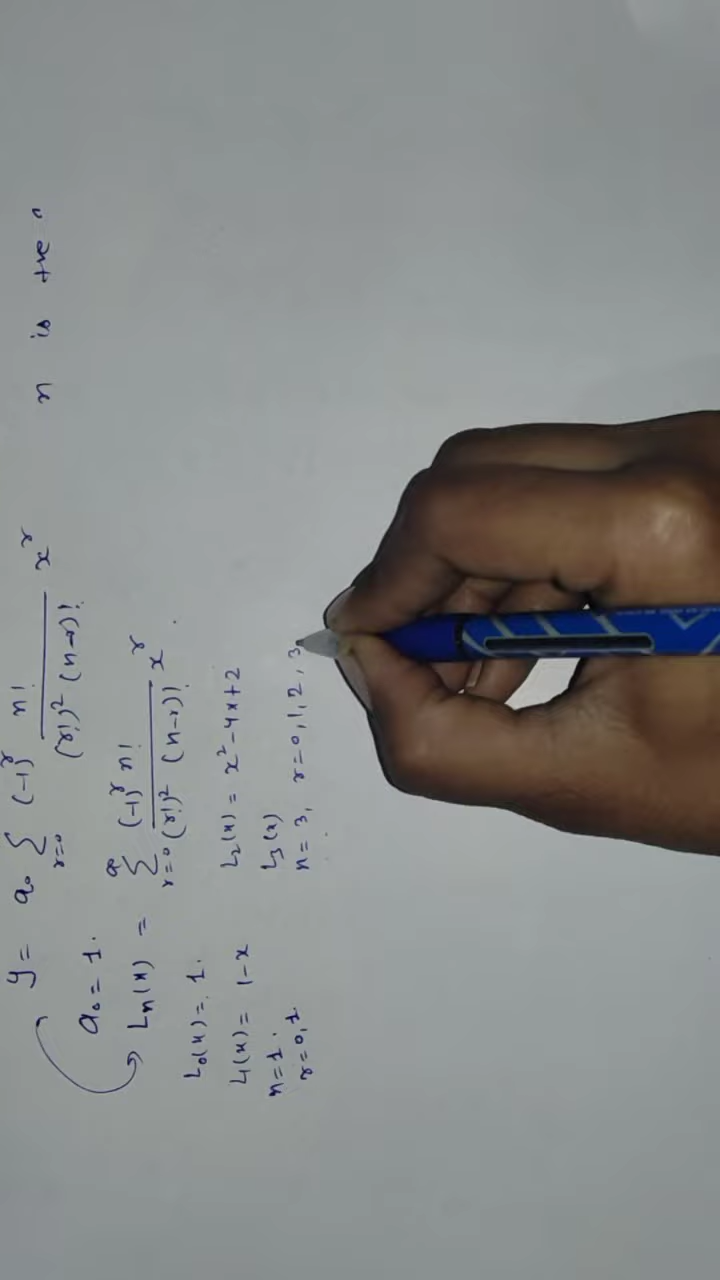 y = a₀ ∑ r=0 (-1)^r n! / (r!)² (n-r)! x^r n is +ve
a₀ = 1.
Lₙ(x) = ∑ r=0 ∞ (-1)^r n! / (r!)² (n-r)! x^r.
L₀(x) = 1.
L₁(x) = 1-x
n=1.
r=0,1
L₂(x) = x²-4x+2
L₃(x)
n = 3, r=0,1,2,3